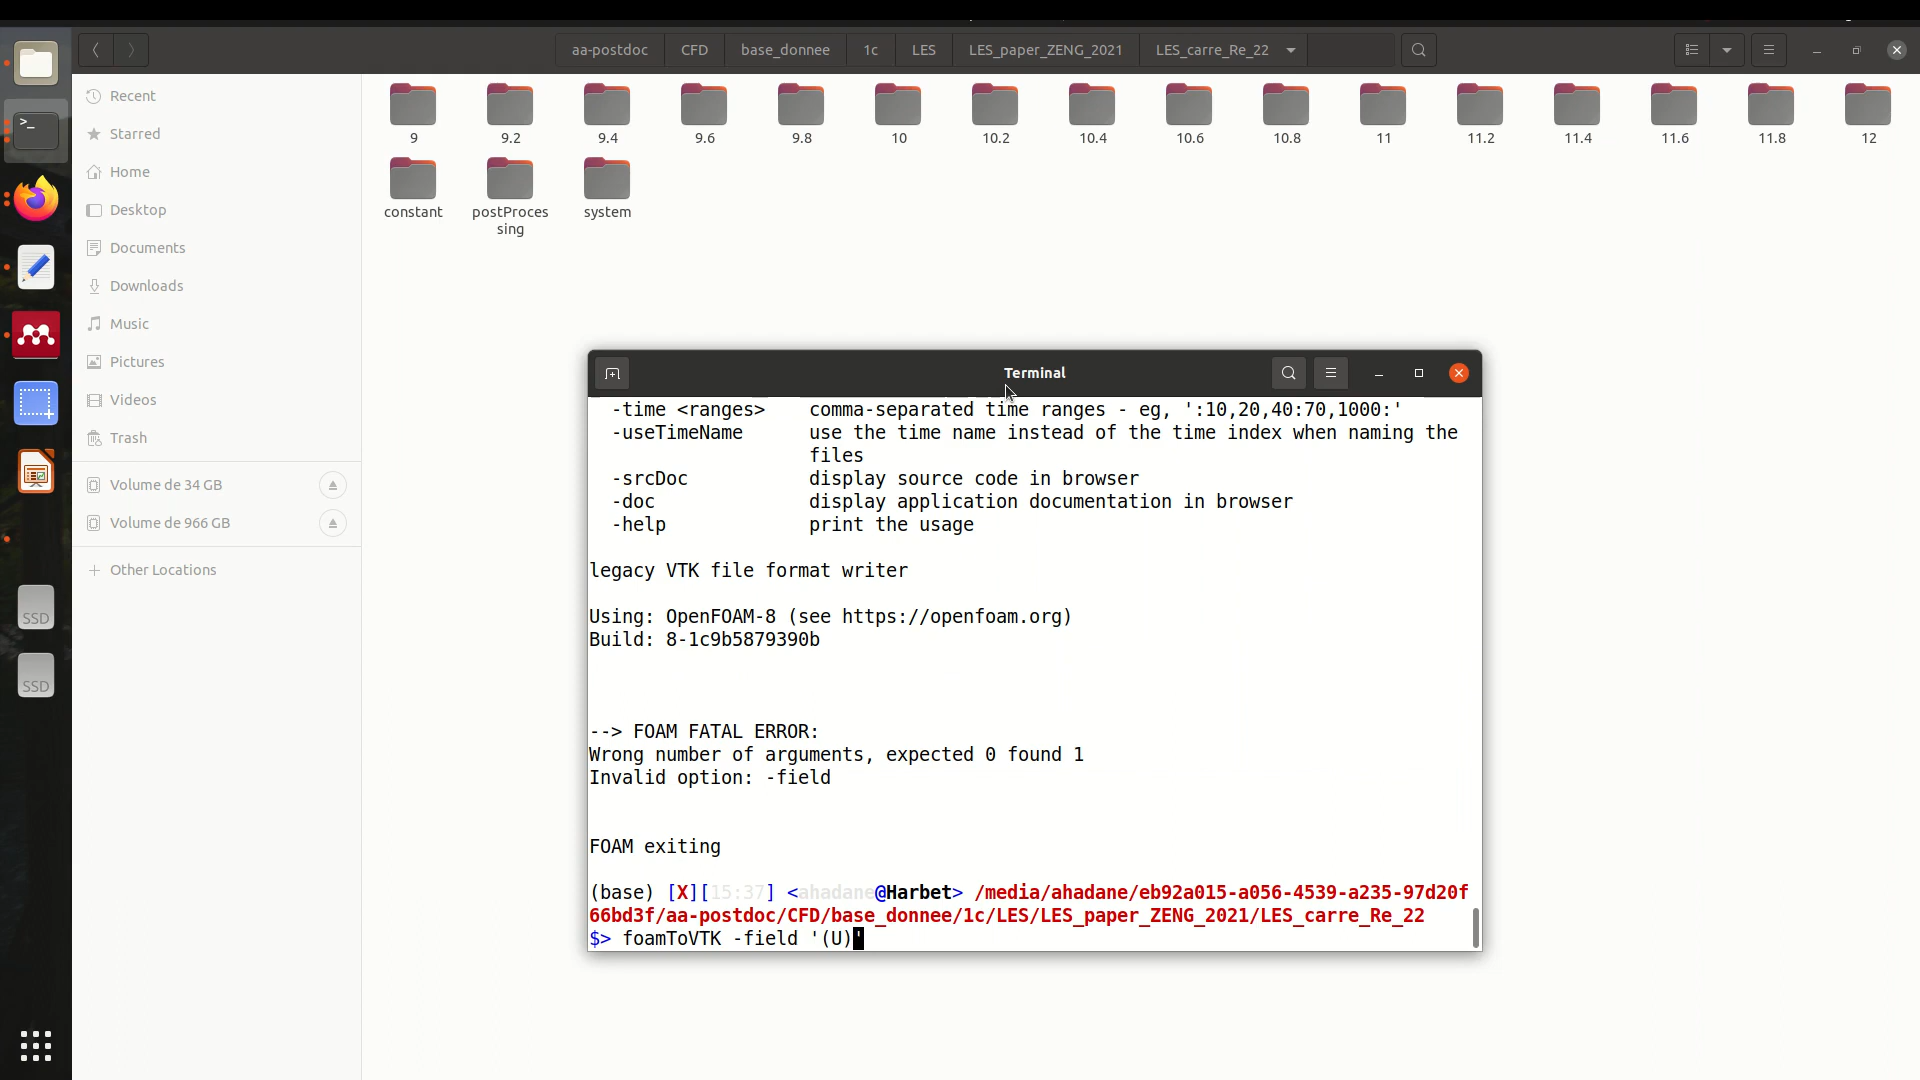 aa-postdoc CFD base_donnee 1c LES LES_paper_ZENG_2021 LES_carre_Re_22
Recent
Starred
Home
Desktop
Documents
Downloads
Music
Pictures
Videos
Trash
Volume de 34 GB
Volume de 966 GB
Other Locations
SSD
SSD
9 9.2 9.4 9.6 9.8 10 10.2 10.4 10.6 10.8 11 11.2 11.4 11.6 11.8 12
constant postProces system
sing
Terminal
-time <ranges> comma-separated time ranges - eg, ':10,20,40:70,1000:'
-useTimeName use the time name instead of the time index when naming the
files
-srcDoc display source code in browser
-doc display application documentation in browser
-help print the usage
legacy VTK file format writer
Using: OpenFOAM-8 (see https://openfoam.org)
Build: 8-1c9b5879390b
--> FOAM FATAL ERROR:
Wrong number of arguments, expected 0 found 1
Invalid option: -field
FOAM exiting
(base) [X][15:37] <ahadane@Harbet> /media/ahadane/eb92a015-a056-4539-a235-97d20f
66bd3f/aa-postdoc/CFD/base_donnee/1c/LES/LES_paper_ZENG_2021/LES_carre_Re_22
$> foamToVTK -field '(U)'